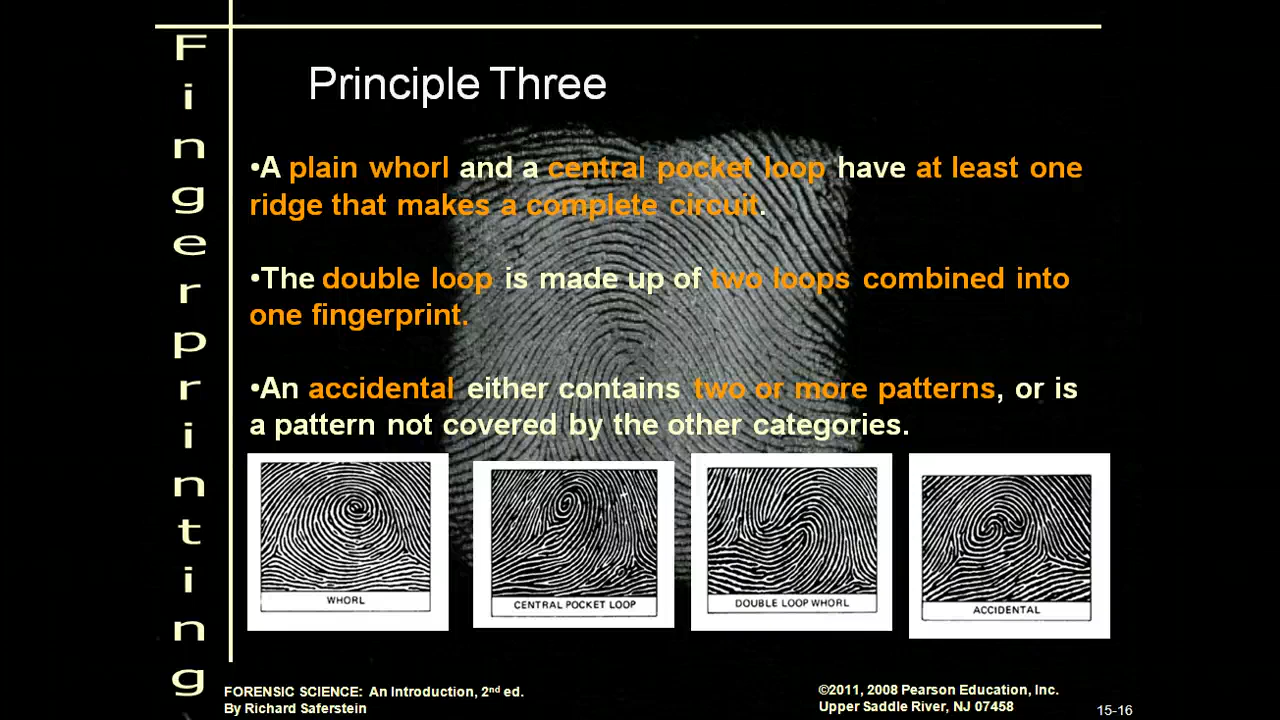 Fingerprinting
Principle Three
•A plain whorl and a central pocket loop have at least one
ridge that makes a complete circuit.
•The double loop is made up of two loops combined into
one fingerprint.
•An accidental either contains two or more patterns, or is
a pattern not covered by the other categories.
WHORL
CENTRAL POCKET LOOP
DOUBLE LOOP WHORL
ACCIDENTAL
FORENSIC SCIENCE: An Introduction, 2nd ed.
By Richard Saferstein
©2011, 2008 Pearson Education, Inc.
Upper Saddle River, NJ 07458
15-16